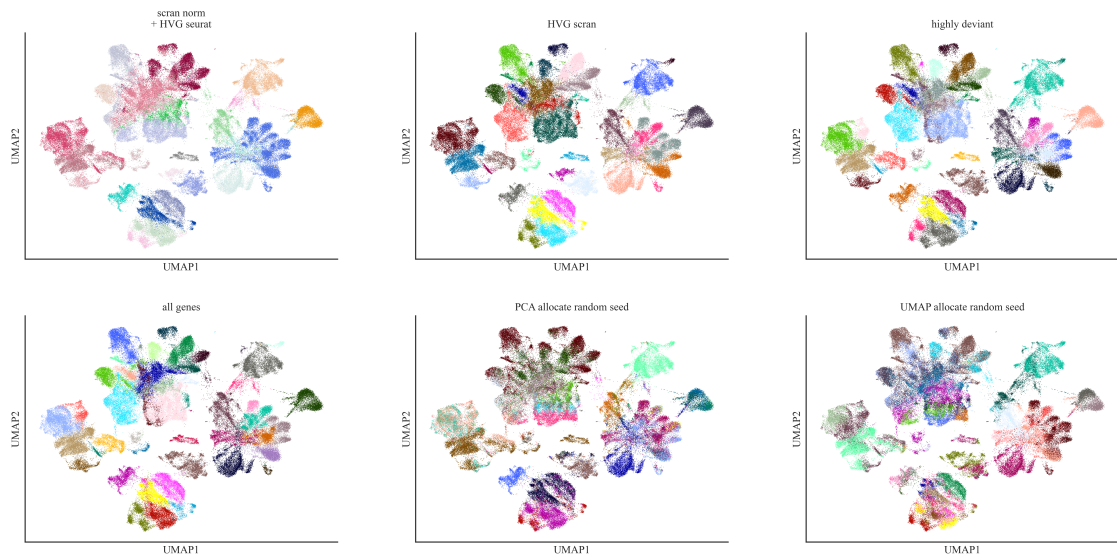 scran norm
+ HVG seurat
HVG scran
highly deviant
UMAP2
UMAP2
UMAP2
UMAP1
UMAP1
UMAP1
all genes
PCA allocate random seed
UMAP allocate random seed
UMAP2
UMAP2
UMAP2
UMAP1
UMAP1
UMAP1